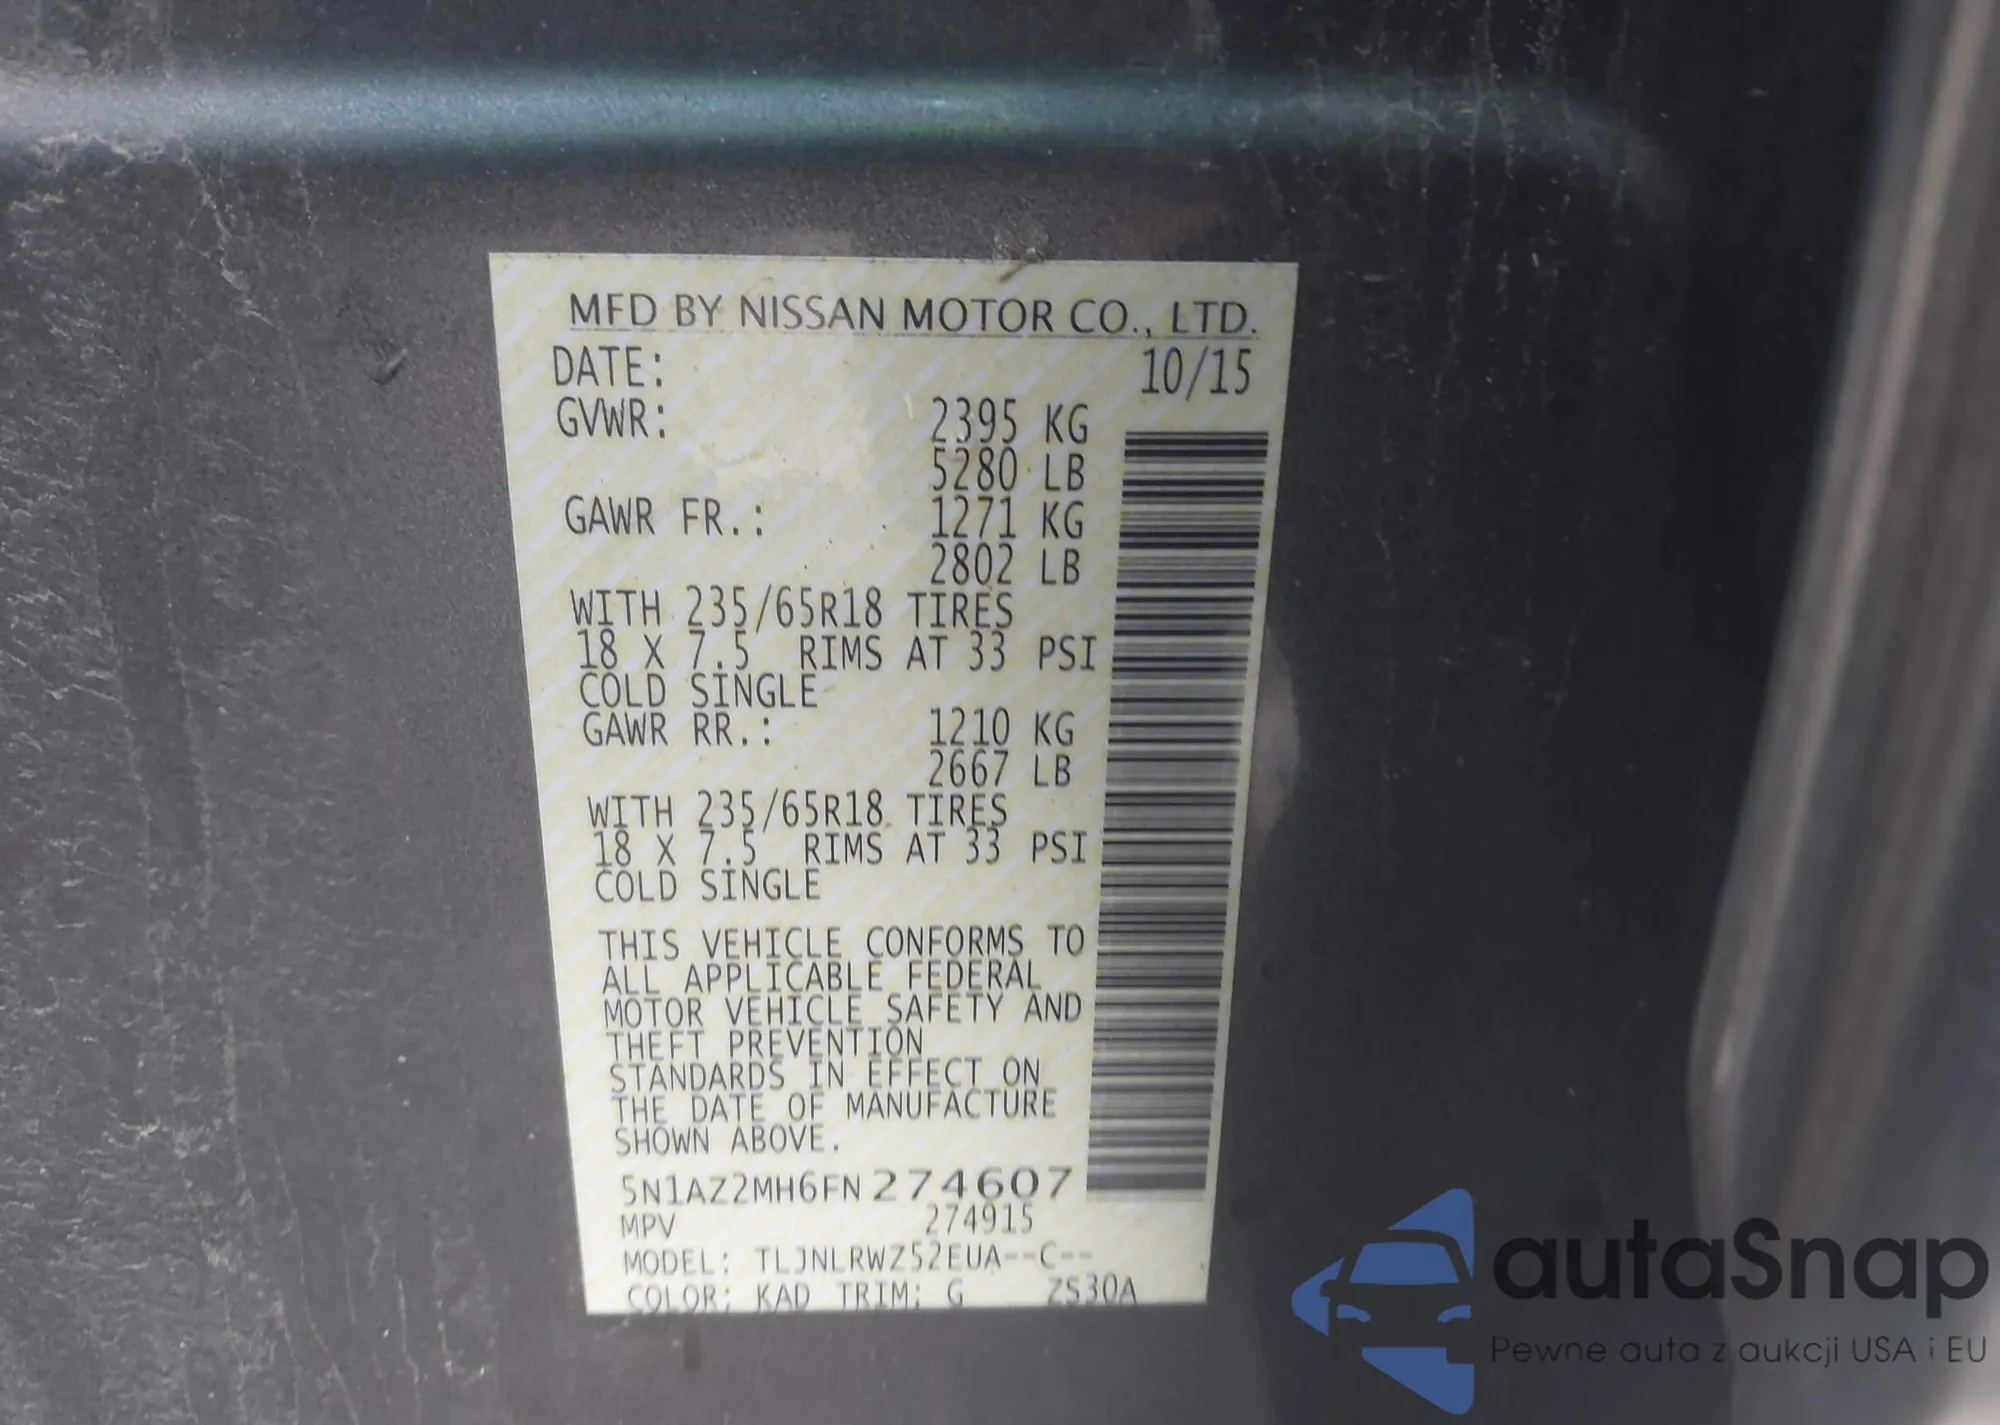 MFD BY NISSAN MOTOR CO., LTD.
DATE: 10/15
GVWR: 2395 KG
5280 LB
GAWR FR.: 1271 KG
2802 LB
WITH 235/65R18 TIRES
18 X 7.5 RIMS AT 33 PSI
COLD SINGLE
GAWR RR.: 1210 KG
2667 LB
WITH 235/65R18 TIRES
18 X 7.5 RIMS AT 33 PSI
COLD SINGLE
THIS VEHICLE CONFORMS TO
ALL APPLICABLE FEDERAL
MOTOR VEHICLE SAFETY AND
THEFT PREVENTION
STANDARDS IN EFFECT ON
THE DATE OF MANUFACTURE
SHOWN ABOVE.
5N1AZ2MH6FN274607
MPV 274915
MODEL: TLJNLRWZ52EUA--C--
COLOR: KAD TRIM: G ZS30A
autaSnap
Pewne auta z aukcji USA i EU